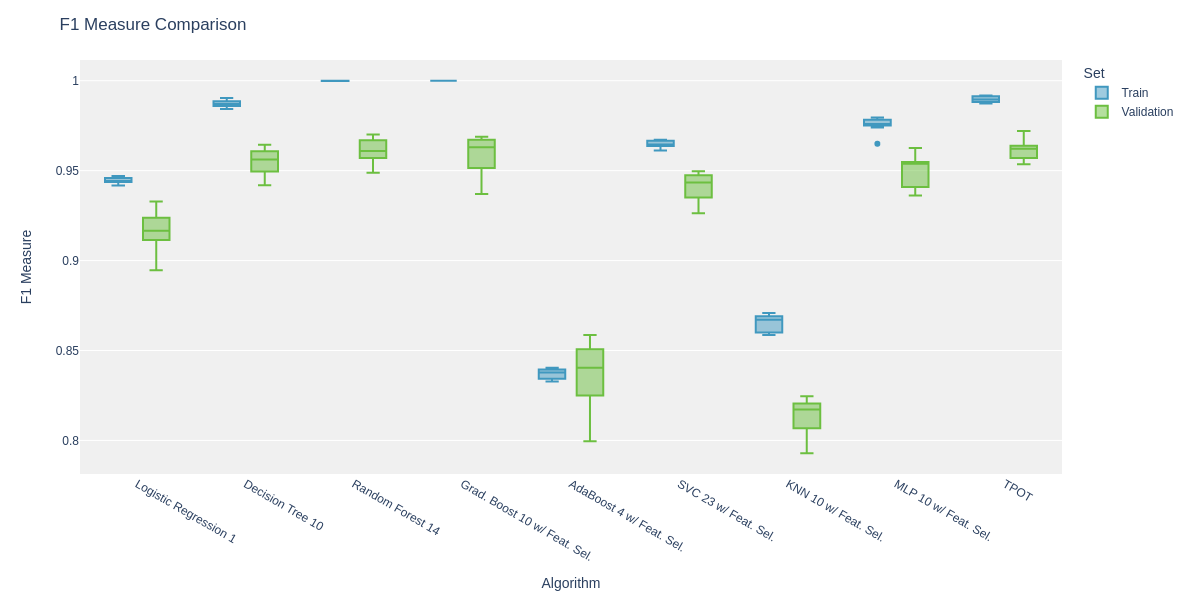 F1 Measure Comparison
Set
Train
Validation
1
0.95
0.9
0.85
0.8
F1 Measure
Logistic Regression 1
Decision Tree 10
Random Forest 14
Grad. Boost 10 w/ Feat. Sel.
AdaBoost 4 w/ Feat. Sel.
SVC 23 w/ Feat. Sel.
KNN 10 w/ Feat. Sel.
MLP 10 w/ Feat. Sel.
TPOT
Algorithm